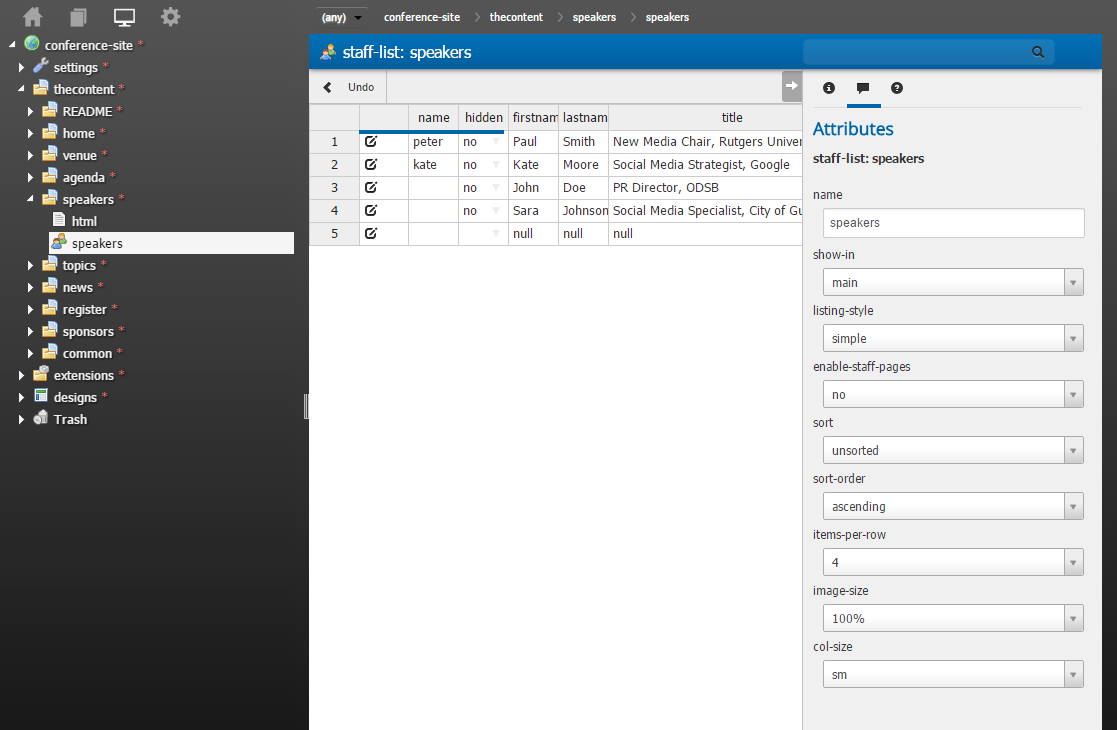 (any) conference-site thecontent speakers speakers
conference-site *
settings *
thecontent *
README *
home *
venue *
agenda *
speakers *
html
speakers
topics *
news *
register *
sponsors *
common *
extensions *
designs *
Trash
staff-list: speakers
Undo
name hidden firstnam lastnam title
1 peter no Paul Smith New Media Chair, Rutgers Univer
2 kate no Kate Moore Social Media Strategist, Google
3 no John Doe PR Director, ODSB
4 no Sara Johnson Social Media Specialist, City of Gu
5 null null null
Attributes
staff-list: speakers
name
speakers
show-in
main
listing-style
simple
enable-staff-pages
no
sort
unsorted
sort-order
ascending
items-per-row
4
image-size
100%
col-size
sm